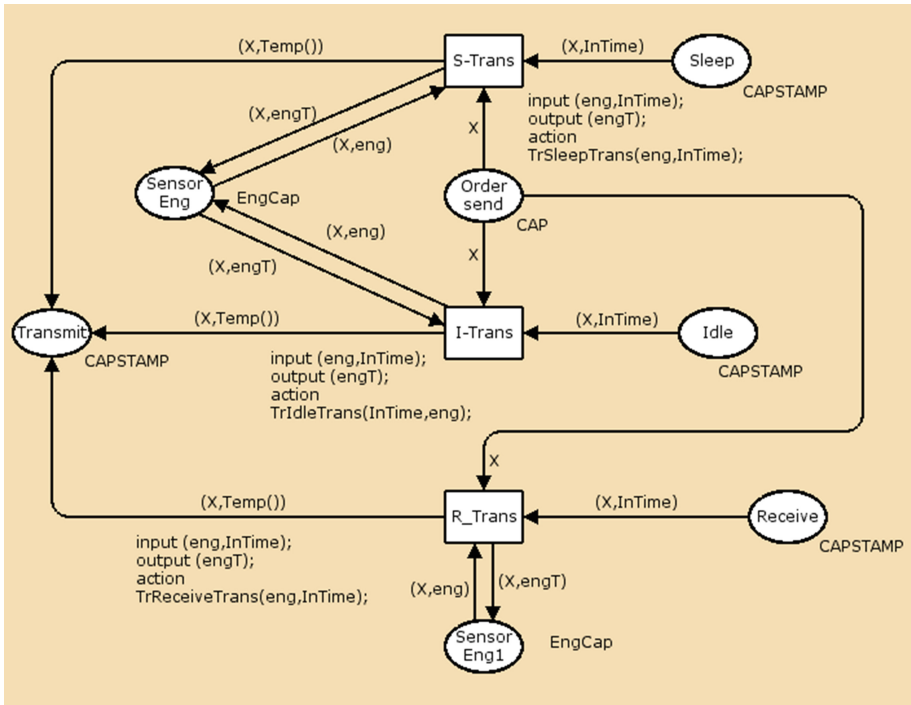 (X,Temp())
S-Trans
(X,InTime)
Sleep
CAPSTAMP
input (eng,InTime);
output (engT);
action
TrSleepTrans(eng,InTime);
(X,engT)
(X,eng)
X
Sensor
Eng
EngCap
Order
send
CAP
X
(X,eng)
(X,engT)
Transmit
CAPSTAMP
(X,Temp())
I-Trans
(X,InTime)
Idle
CAPSTAMP
input (eng,InTime);
output (engT);
action
TrIdleTrans(InTime,eng);
X
(X,Temp())
R_Trans
(X,InTime)
Receive
CAPSTAMP
input (eng,InTime);
output (engT);
action
TrReceiveTrans(eng,InTime);
(X,eng)
(X,engT)
Sensor
Eng1
EngCap